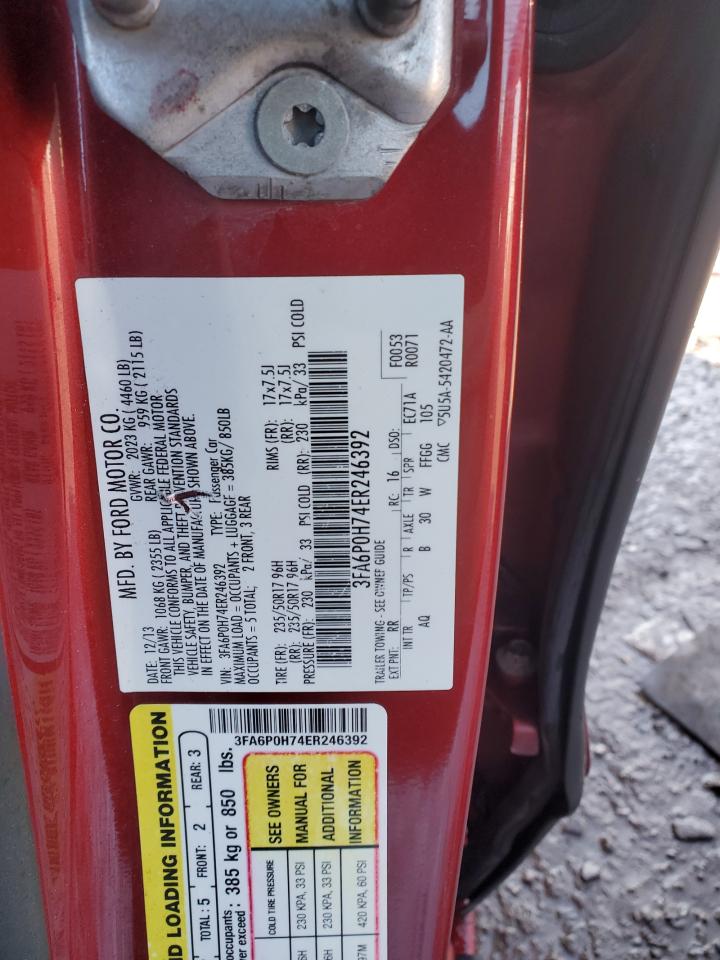 MFD. BY FORD MOTOR CO.
DATE: 12/13 GVWR: 2023 KG ( 4460 LB)
FRONT GAWR: 1068 KG ( 2355 LB) REAR GAWR: 959 KG ( 2115 LB)
THIS VEHICLE CONFORMS TO ALL APPLICABLE FEDERAL MOTOR
VEHICLE SAFETY, BUMPER, AND THEFT PREVENTION STANDARDS
IN EFFECT ON THE DATE OF MANUFACTURE SHOWN ABOVE.
VIN: 3FA6P0H74ER246392 TYPE: Passenger Car
MAXIMUM LOAD = OCCUPANTS + LUGGAGE = 385KG/ 850LB
OCCUPANTS = 5 TOTAL: 2 FRONT, 3 REAR
TIRE (FR): 235/50R17 96H RIMS (FR): 17x7.5J
(RR): 235/50R17 96H (RR): 17x7.5J
PRESSURE (FR): 230 kPa/ 33 PSI COLD (RR): 230 kPa/ 33 PSI COLD
3FA6P0H74ER246392
TRAILER TOWING - SEE OWNER GUIDE
EXT PNT: RR RC: 16 DSO: F0053
R0071
INT TR TP/PS R AXLE TR SPR EE71A
AQ B 30 W FFGG 105
CMC ▽5U5A-5420472-AA
3FA6P0H74ER246392
ND LOADING INFORMATION
TOTAL : 5 FRONT: 2 REAR: 3
occupants :
ver exceed : 385 kg or 850 lbs.
COLD TIRE PRESSURE SEE OWNERS
230 KPA, 33 PSI MANUAL FOR
230 KPA, 33 PSI ADDITIONAL
420 KPA, 60 PSI INFORMATION
97M